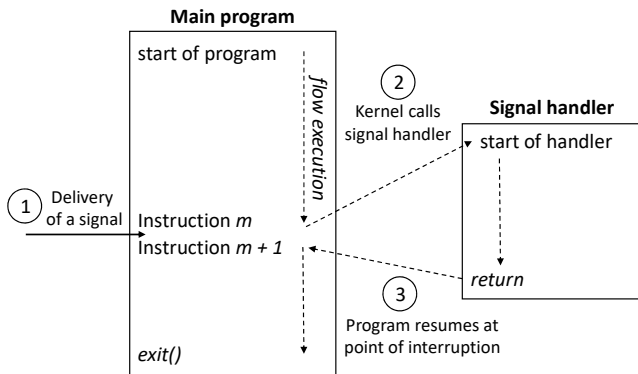 Main program
start of program
flow execution
2
Kernel calls
signal handler
Signal handler
start of handler
1
Delivery
of a signal
Instruction m
Instruction m + 1
return
3
Program resumes at
point of interruption
exit()